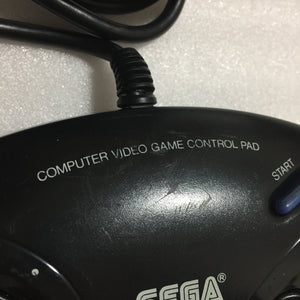 COMPUTER VIDEO GAME CONTROL PAD
START
SEGA®